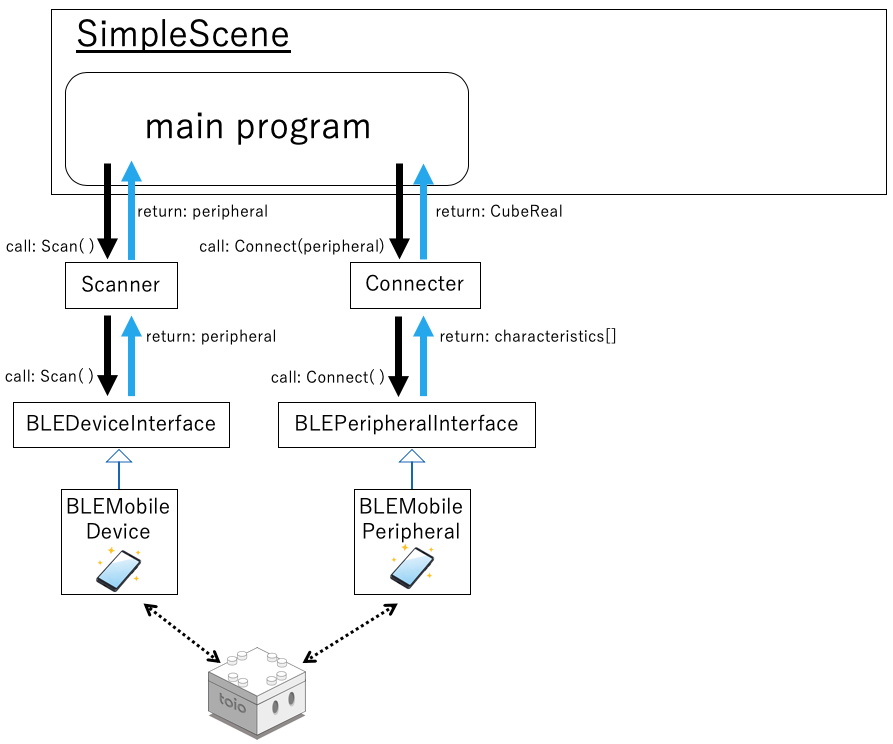 SimpleScene
main program
return: peripheral
return: CubeReal
call: Scan( )
call: Connect(peripheral)
Scanner
Connecter
return: peripheral
return: characteristics[]
call: Scan( )
call: Connect( )
BLEDeviceInterface
BLEPeripheralInterface
BLEMobile
Device
BLEMobile
Peripheral
toio